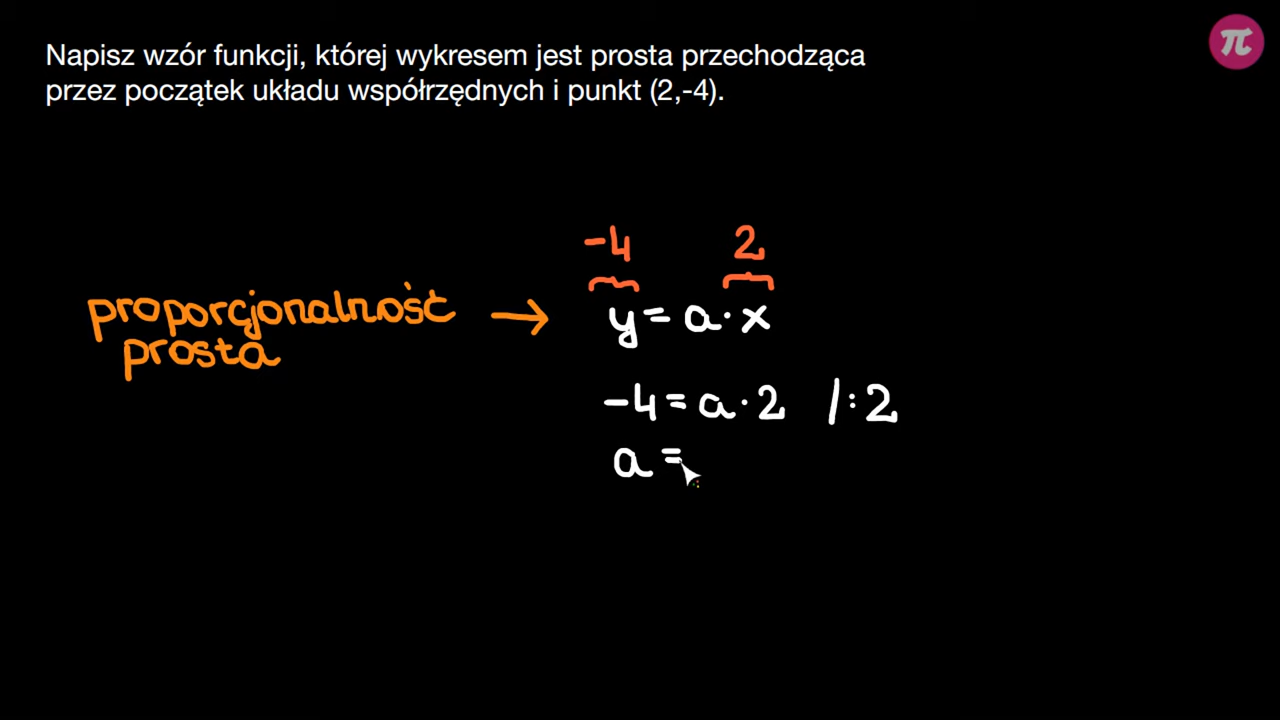 Napisz wzór funkcji, której wykresem jest prosta przechodząca
przez początek układu współrzędnych i punkt (2,-4).
π
-4 2
proporcjonalność → y = a · x
prosta
-4 = a · 2 / : 2
a =